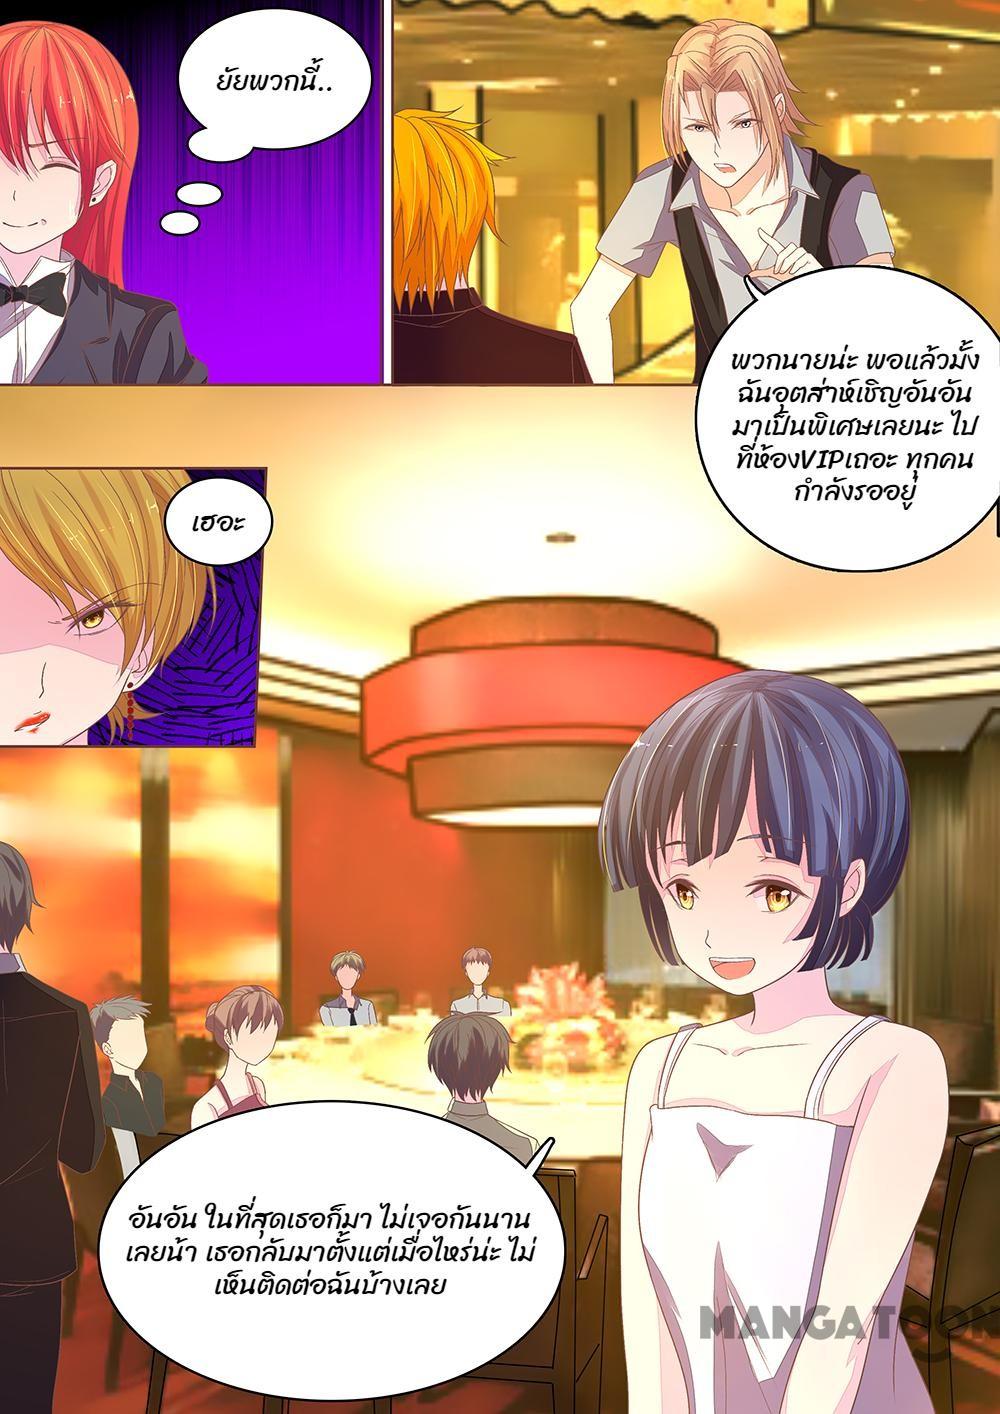 ยัยพวกนี้..
พวกนายน่ะ พอแล้วมั้ง
ฉันอุตส่าห์เชิญอันอัน
มาเป็นพิเศษเลยนะ ไป
ที่ห้องVIPเถอะ ทุกคน
กำลังรออยู่
เฮอะ
อันอัน ในที่สุดเธอก็มา ไม่เจอกันนาน
เลยน้า เธอกลับมาตั้งแต่เมื่อไหร่น่ะ ไม่
เห็นติดต่อฉันบ้างเลย
MANGATOON